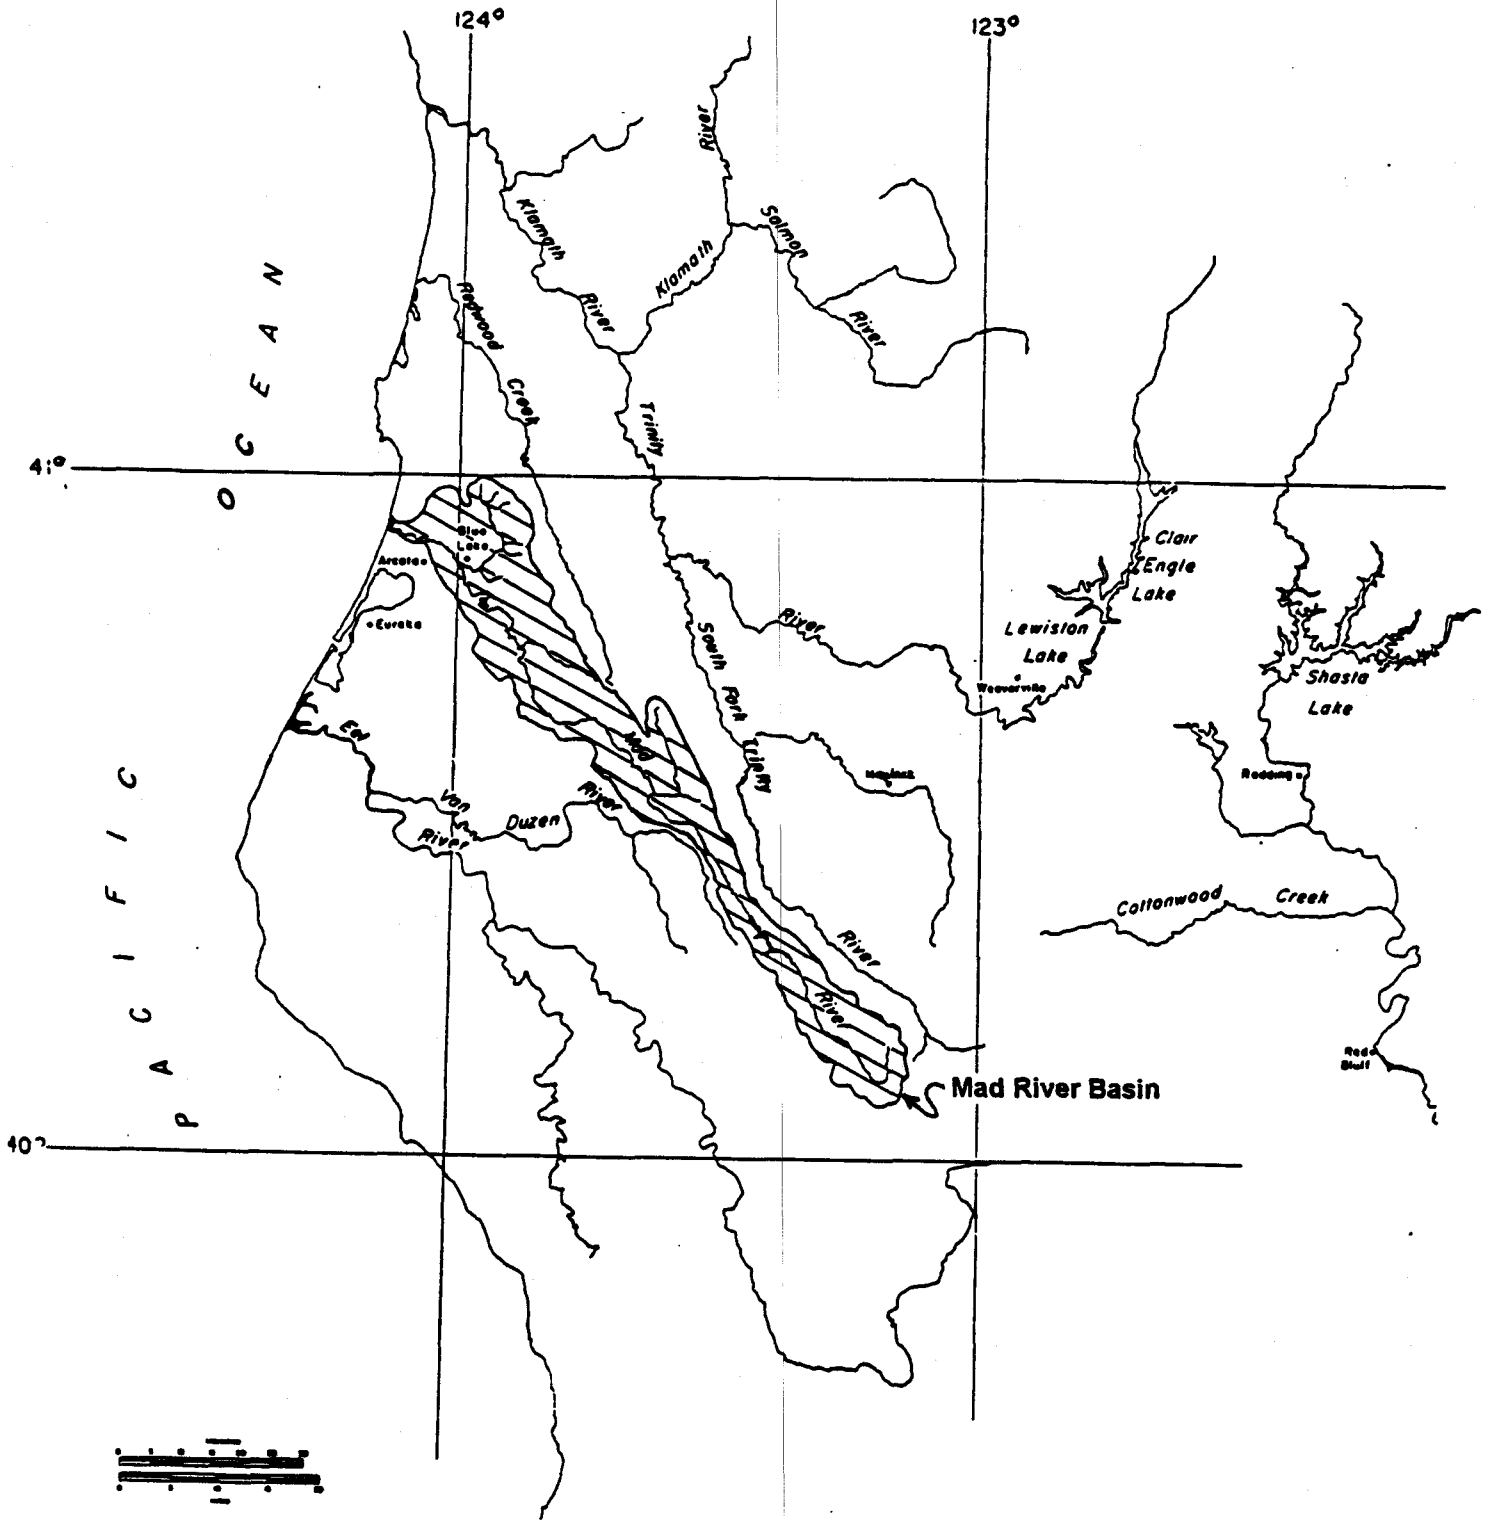 124°
123°
River
Klamath
River
Klamath
Salmon
River
Redwood
Creek
Trinity
41°
PACIFIC OCEAN
Blue
Lake
Arcata
Eureka
Clair
Engle
Lake
Lewiston
Lake
Weaverville
Shasta
Lake
River
South Fork Trinity
River
Eel
River
Van
Duzen
River
Mad
River
Redding
Cottonwood Creek
Red
Bluff
Mad River Basin
40°